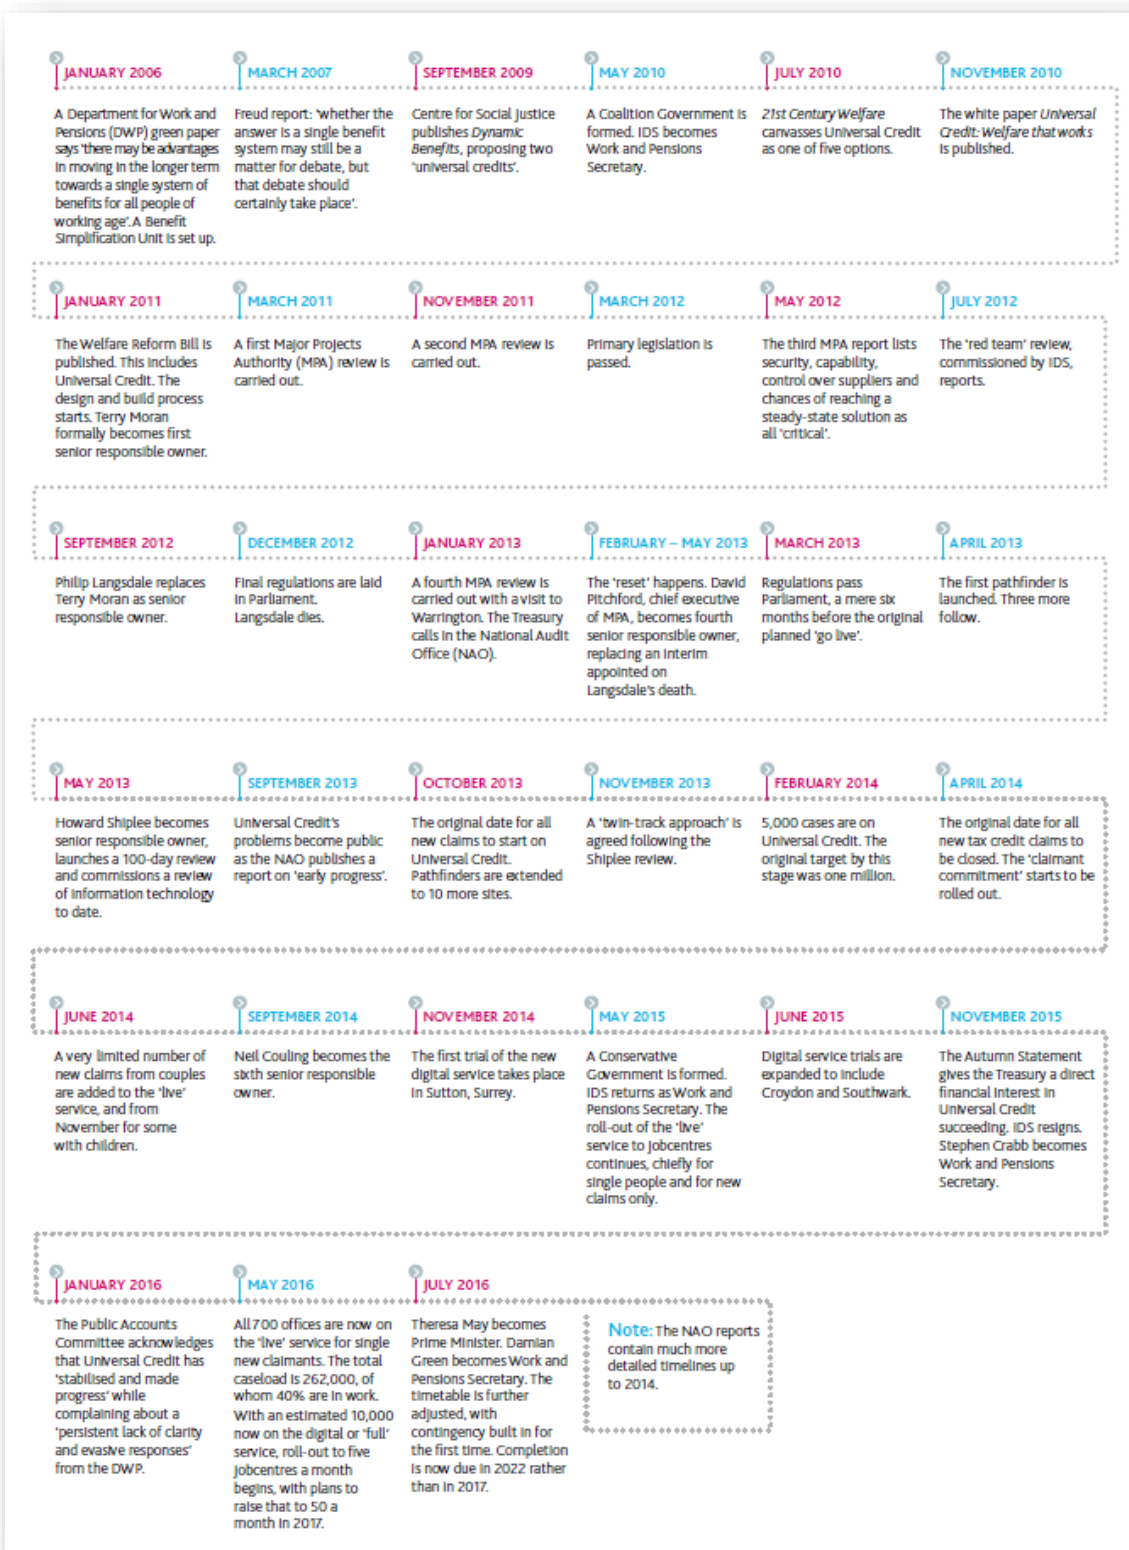 JANUARY 2006
A Department for Work and
Pensions (DWP) green paper
says 'there may be advantages
in moving in the longer term
towards a single system of
benefits for all people of
working age'. A Benefit
Simplification Unit is set up.
MARCH 2007
Freud report: 'whether the
answer is a single benefit
system may still be a
matter for debate, but
that debate should
certainly take place'.
SEPTEMBER 2009
Centre for Social Justice
publishes Dynamic
Benefits, proposing two
'universal credits'.
MAY 2010
A Coalition Government is
formed. IDS becomes
Work and Pensions
Secretary.
JULY 2010
21st Century Welfare
canvasses Universal Credit
as one of five options.
NOVEMBER 2010
The white paper Universal
Credit: Welfare that works
is published.
JANUARY 2011
The Welfare Reform Bill is
published. This includes
Universal Credit. The
design and build process
starts. Terry Moran
formally becomes first
senior responsible owner.
MARCH 2011
A first Major Projects
Authority (MPA) review is
carried out.
NOVEMBER 2011
A second MPA review is
carried out.
MARCH 2012
Primary legislation is
passed.
MAY 2012
The third MPA report lists
security, capability,
control over suppliers and
chances of reaching a
steady-state solution as
all 'critical'.
JULY 2012
The 'red team' review,
commissioned by IDS,
reports.
SEPTEMBER 2012
Philip Langsdale replaces
Terry Moran as senior
responsible owner.
DECEMBER 2012
Final regulations are laid
in Parliament.
Langsdale dies.
JANUARY 2013
A fourth MPA review is
carried out with a visit to
Warrington. The Treasury
calls in the National Audit
Office (NAO).
FEBRUARY – MAY 2013
The 'reset' happens. David
Pitchford, chief executive
of MPA, becomes fourth
senior responsible owner,
replacing an interim
appointed on
Langsdale's death.
MARCH 2013
Regulations pass
Parliament, a mere six
months before the original
planned 'go live'.
APRIL 2013
The first pathfinder is
launched. Three more
follow.
MAY 2013
Howard Shiplee becomes
senior responsible owner,
launches a 100-day review
and commissions a review
of information technology
to date.
SEPTEMBER 2013
Universal Credit's
problems become public
as the NAO publishes a
report on 'early progress'.
OCTOBER 2013
The original date for all
new claims to start on
Universal Credit.
Pathfinders are extended
to 10 more sites.
NOVEMBER 2013
A 'twin-track approach' is
agreed following the
Shiplee review.
FEBRUARY 2014
5,000 cases are on
Universal Credit. The
original target by this
stage was one million.
APRIL 2014
The original date for all
new tax credit claims to
be closed. The 'claimant
commitment' starts to be
rolled out.
JUNE 2014
A very limited number of
new claims from couples
are added to the 'live'
service, and from
November for some
with children.
SEPTEMBER 2014
Neil Couling becomes the
sixth senior responsible
owner.
NOVEMBER 2014
The first trial of the new
digital service takes place
in Sutton, Surrey.
MAY 2015
A Conservative
Government is formed.
IDS returns as Work and
Pensions Secretary. The
roll-out of the 'live'
service to jobcentres
continues, chiefly for
single people and for new
claims only.
JUNE 2015
Digital service trials are
expanded to include
Croydon and Southwark.
NOVEMBER 2015
The Autumn Statement
gives the Treasury a direct
financial interest in
Universal Credit
succeeding. IDS resigns.
Stephen Crabb becomes
Work and Pensions
Secretary.
JANUARY 2016
The Public Accounts
Committee acknowledges
that Universal Credit has
'stabilised and made
progress' while
complaining about a
'persistent lack of clarity
and evasive responses'
from the DWP.
MAY 2016
All 700 offices are now on
the 'live' service for single
new claimants. The total
caseload is 262,000, of
whom 40% are in work.
With an estimated 10,000
now on the digital or 'full'
service, roll-out to five
jobcentres a month
begins, with plans to
raise that to 50 a
month in 2017.
JULY 2016
Theresa May becomes
Prime Minister. Damian
Green becomes Work and
Pensions Secretary. The
timetable is further
adjusted, with
contingency built in for
the first time. Completion
is now due in 2022 rather
than in 2017.
Note: The NAO reports
contain much more
detailed timelines up
to 2014.